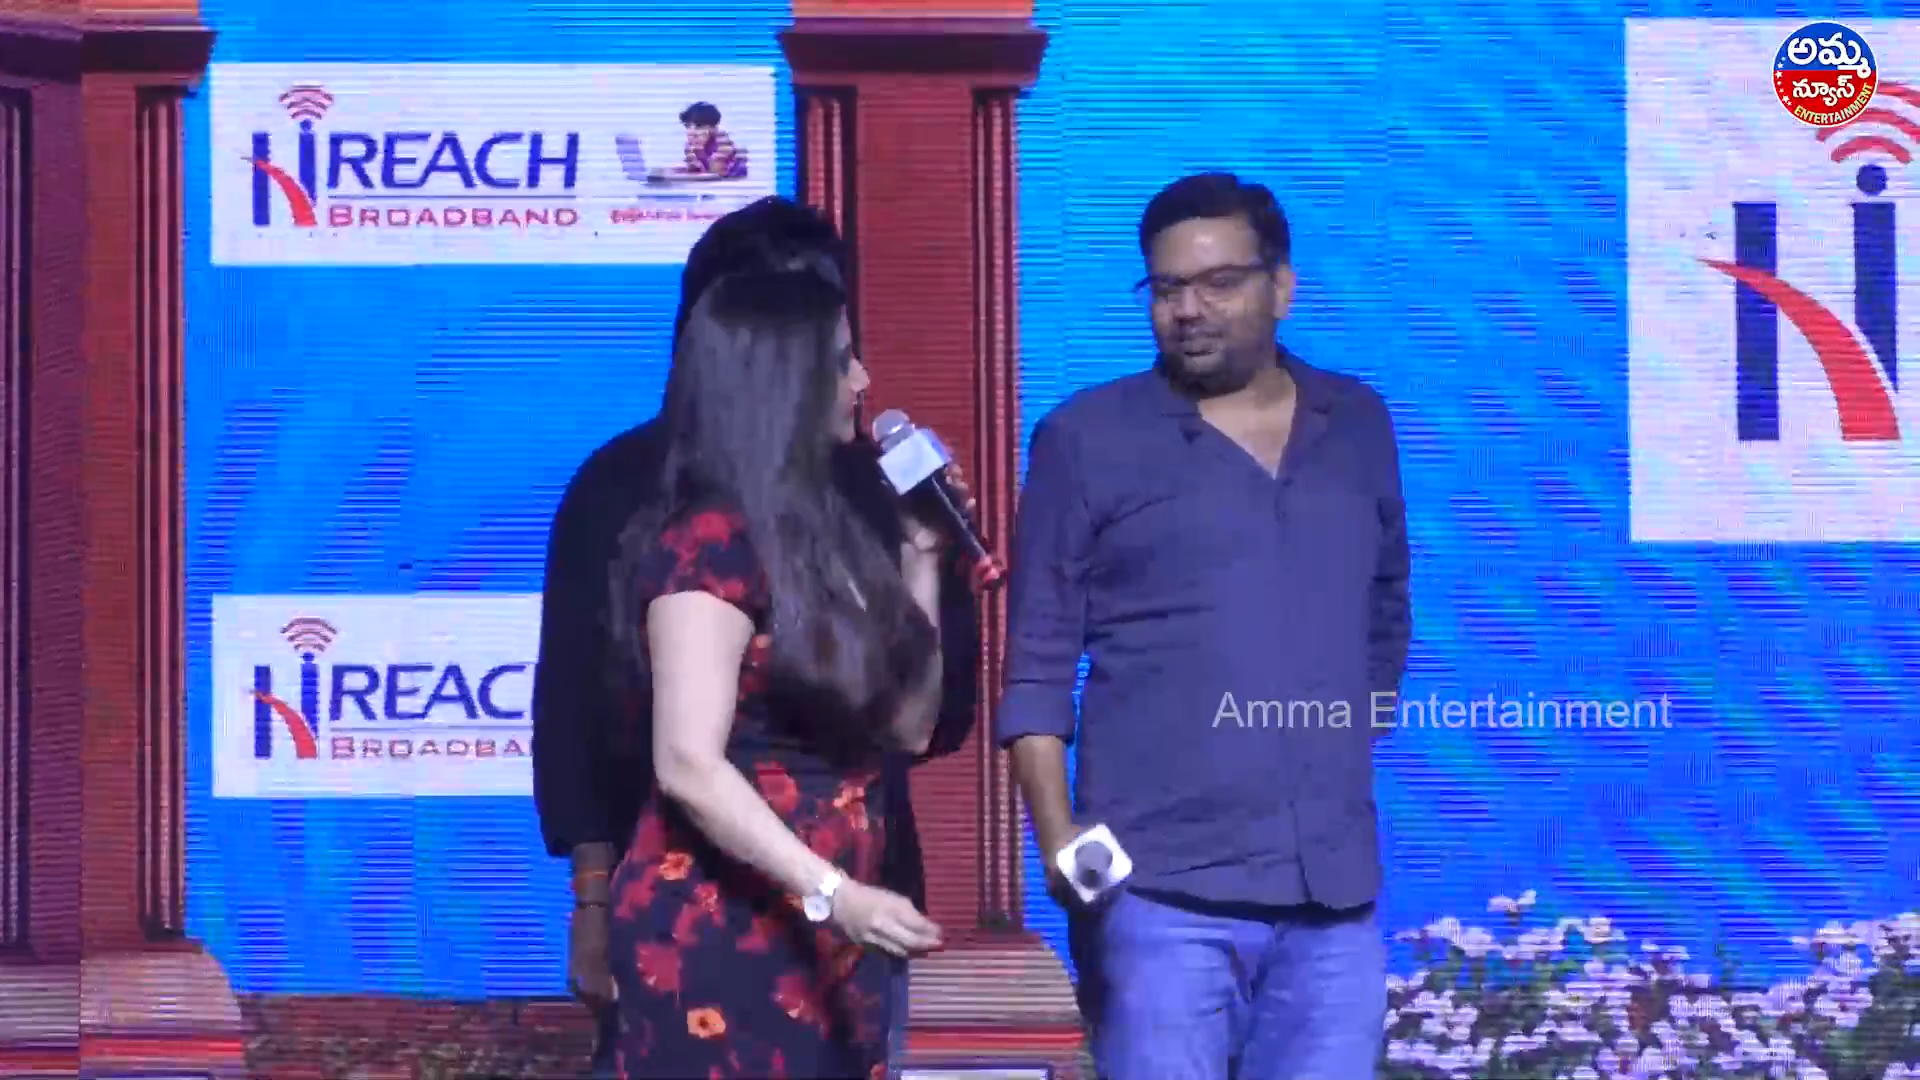 అమ్మ
న్యూస్
ENTERTAINMENT
REACH
BROADBAND
REAC
BROADBA
Amma Entertainment